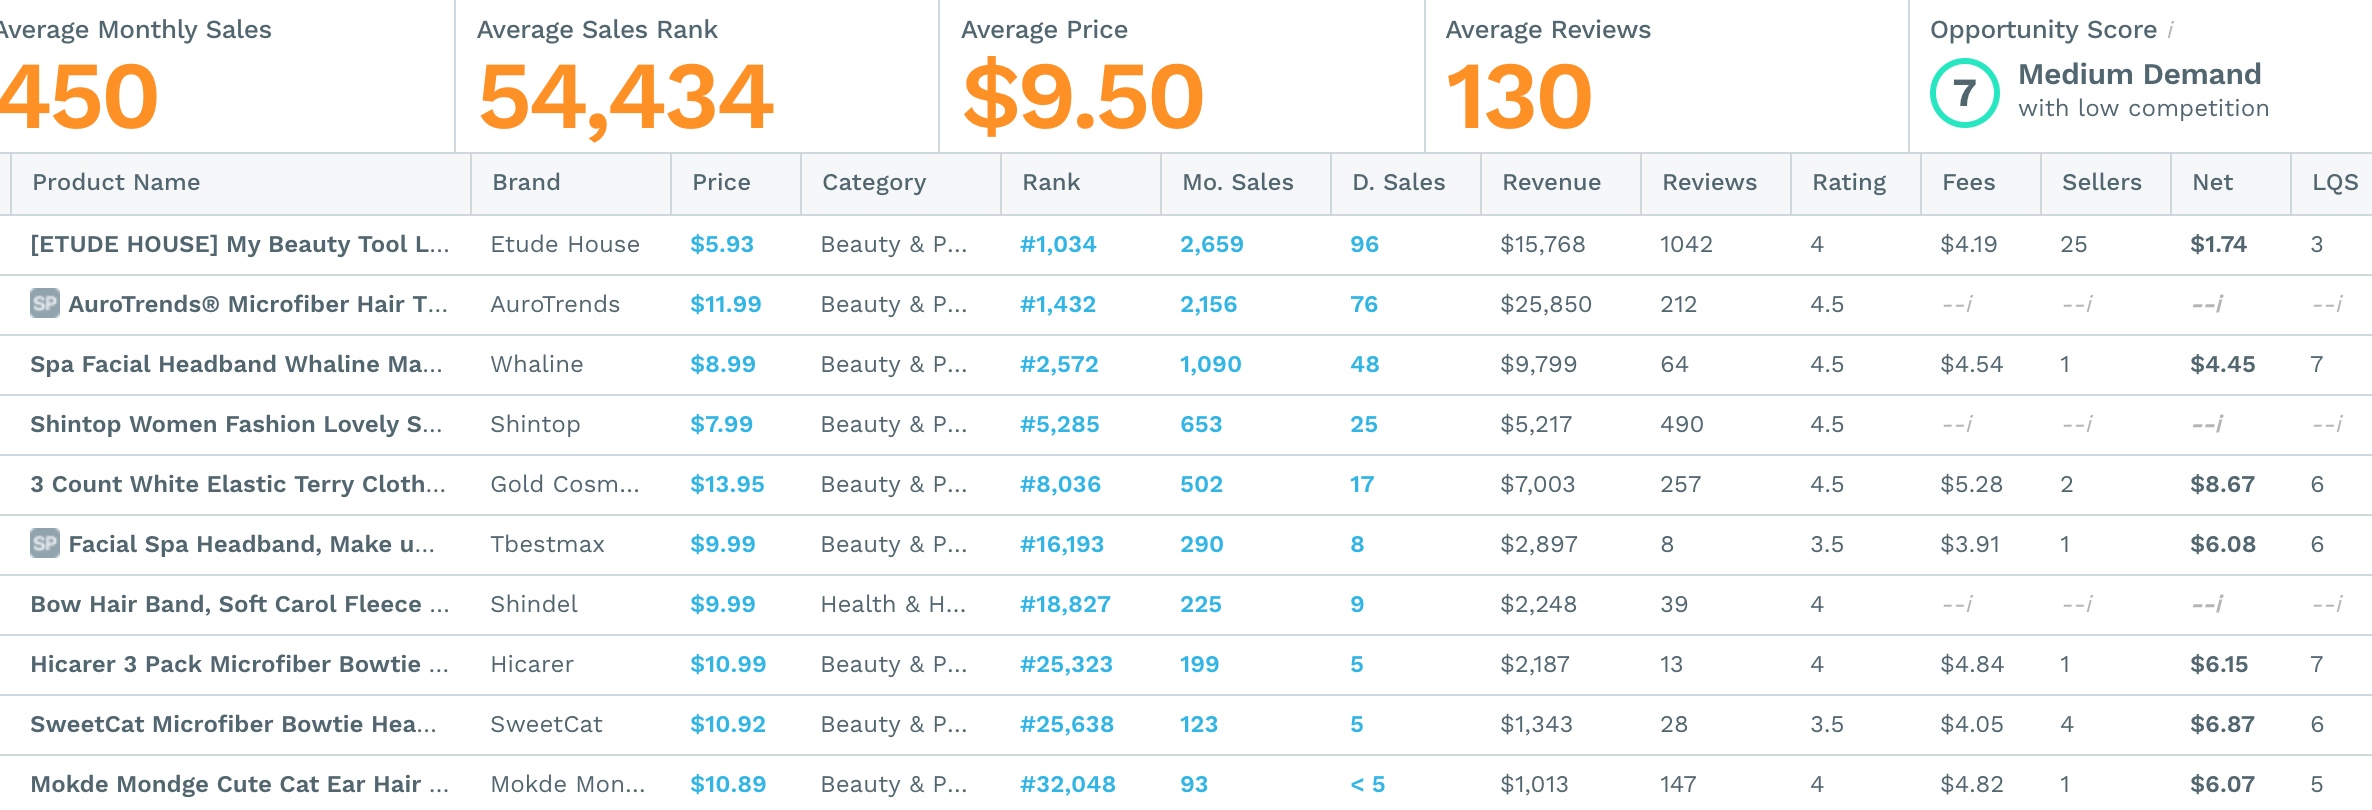 Average Monthly Sales Average Sales Rank Average Price Average Reviews Opportunity Score i
450 54,434 $9.50 130 7 Medium Demand
with low competition
Product Name Brand Price Category Rank Mo. Sales D. Sales Revenue Reviews Rating Fees Sellers Net LQS
[ETUDE HOUSE] My Beauty Tool L... Etude House $5.93 Beauty & P... #1,034 2,659 96 $15,768 1042 4 $4.19 25 $1.74 3
SP AuroTrends® Microfiber Hair T... AuroTrends $11.99 Beauty & P... #1,432 2,156 76 $25,850 212 4.5 --i --i --i --i
Spa Facial Headband Whaline Ma... Whaline $8.99 Beauty & P... #2,572 1,090 48 $9,799 64 4.5 $4.54 1 $4.45 7
Shintop Women Fashion Lovely S... Shintop $7.99 Beauty & P... #5,285 653 25 $5,217 490 4.5 --i --i --i --i
3 Count White Elastic Terry Cloth... Gold Cosm... $13.95 Beauty & P... #8,036 502 17 $7,003 257 4.5 $5.28 2 $8.67 6
SP Facial Spa Headband, Make u... Tbestmax $9.99 Beauty & P... #16,193 290 8 $2,897 8 3.5 $3.91 1 $6.08 6
Bow Hair Band, Soft Carol Fleece ... Shindel $9.99 Health & H... #18,827 225 9 $2,248 39 4 --i --i --i --i
Hicarer 3 Pack Microfiber Bowtie ... Hicarer $10.99 Beauty & P... #25,323 199 5 $2,187 13 4 $4.84 1 $6.15 7
SweetCat Microfiber Bowtie Hea... SweetCat $10.92 Beauty & P... #25,638 123 5 $1,343 28 3.5 $4.05 4 $6.87 6
Mokde Mondge Cute Cat Ear Hair ... Mokde Mon... $10.89 Beauty & P... #32,048 93 < 5 $1,013 147 4 $4.82 1 $6.07 5